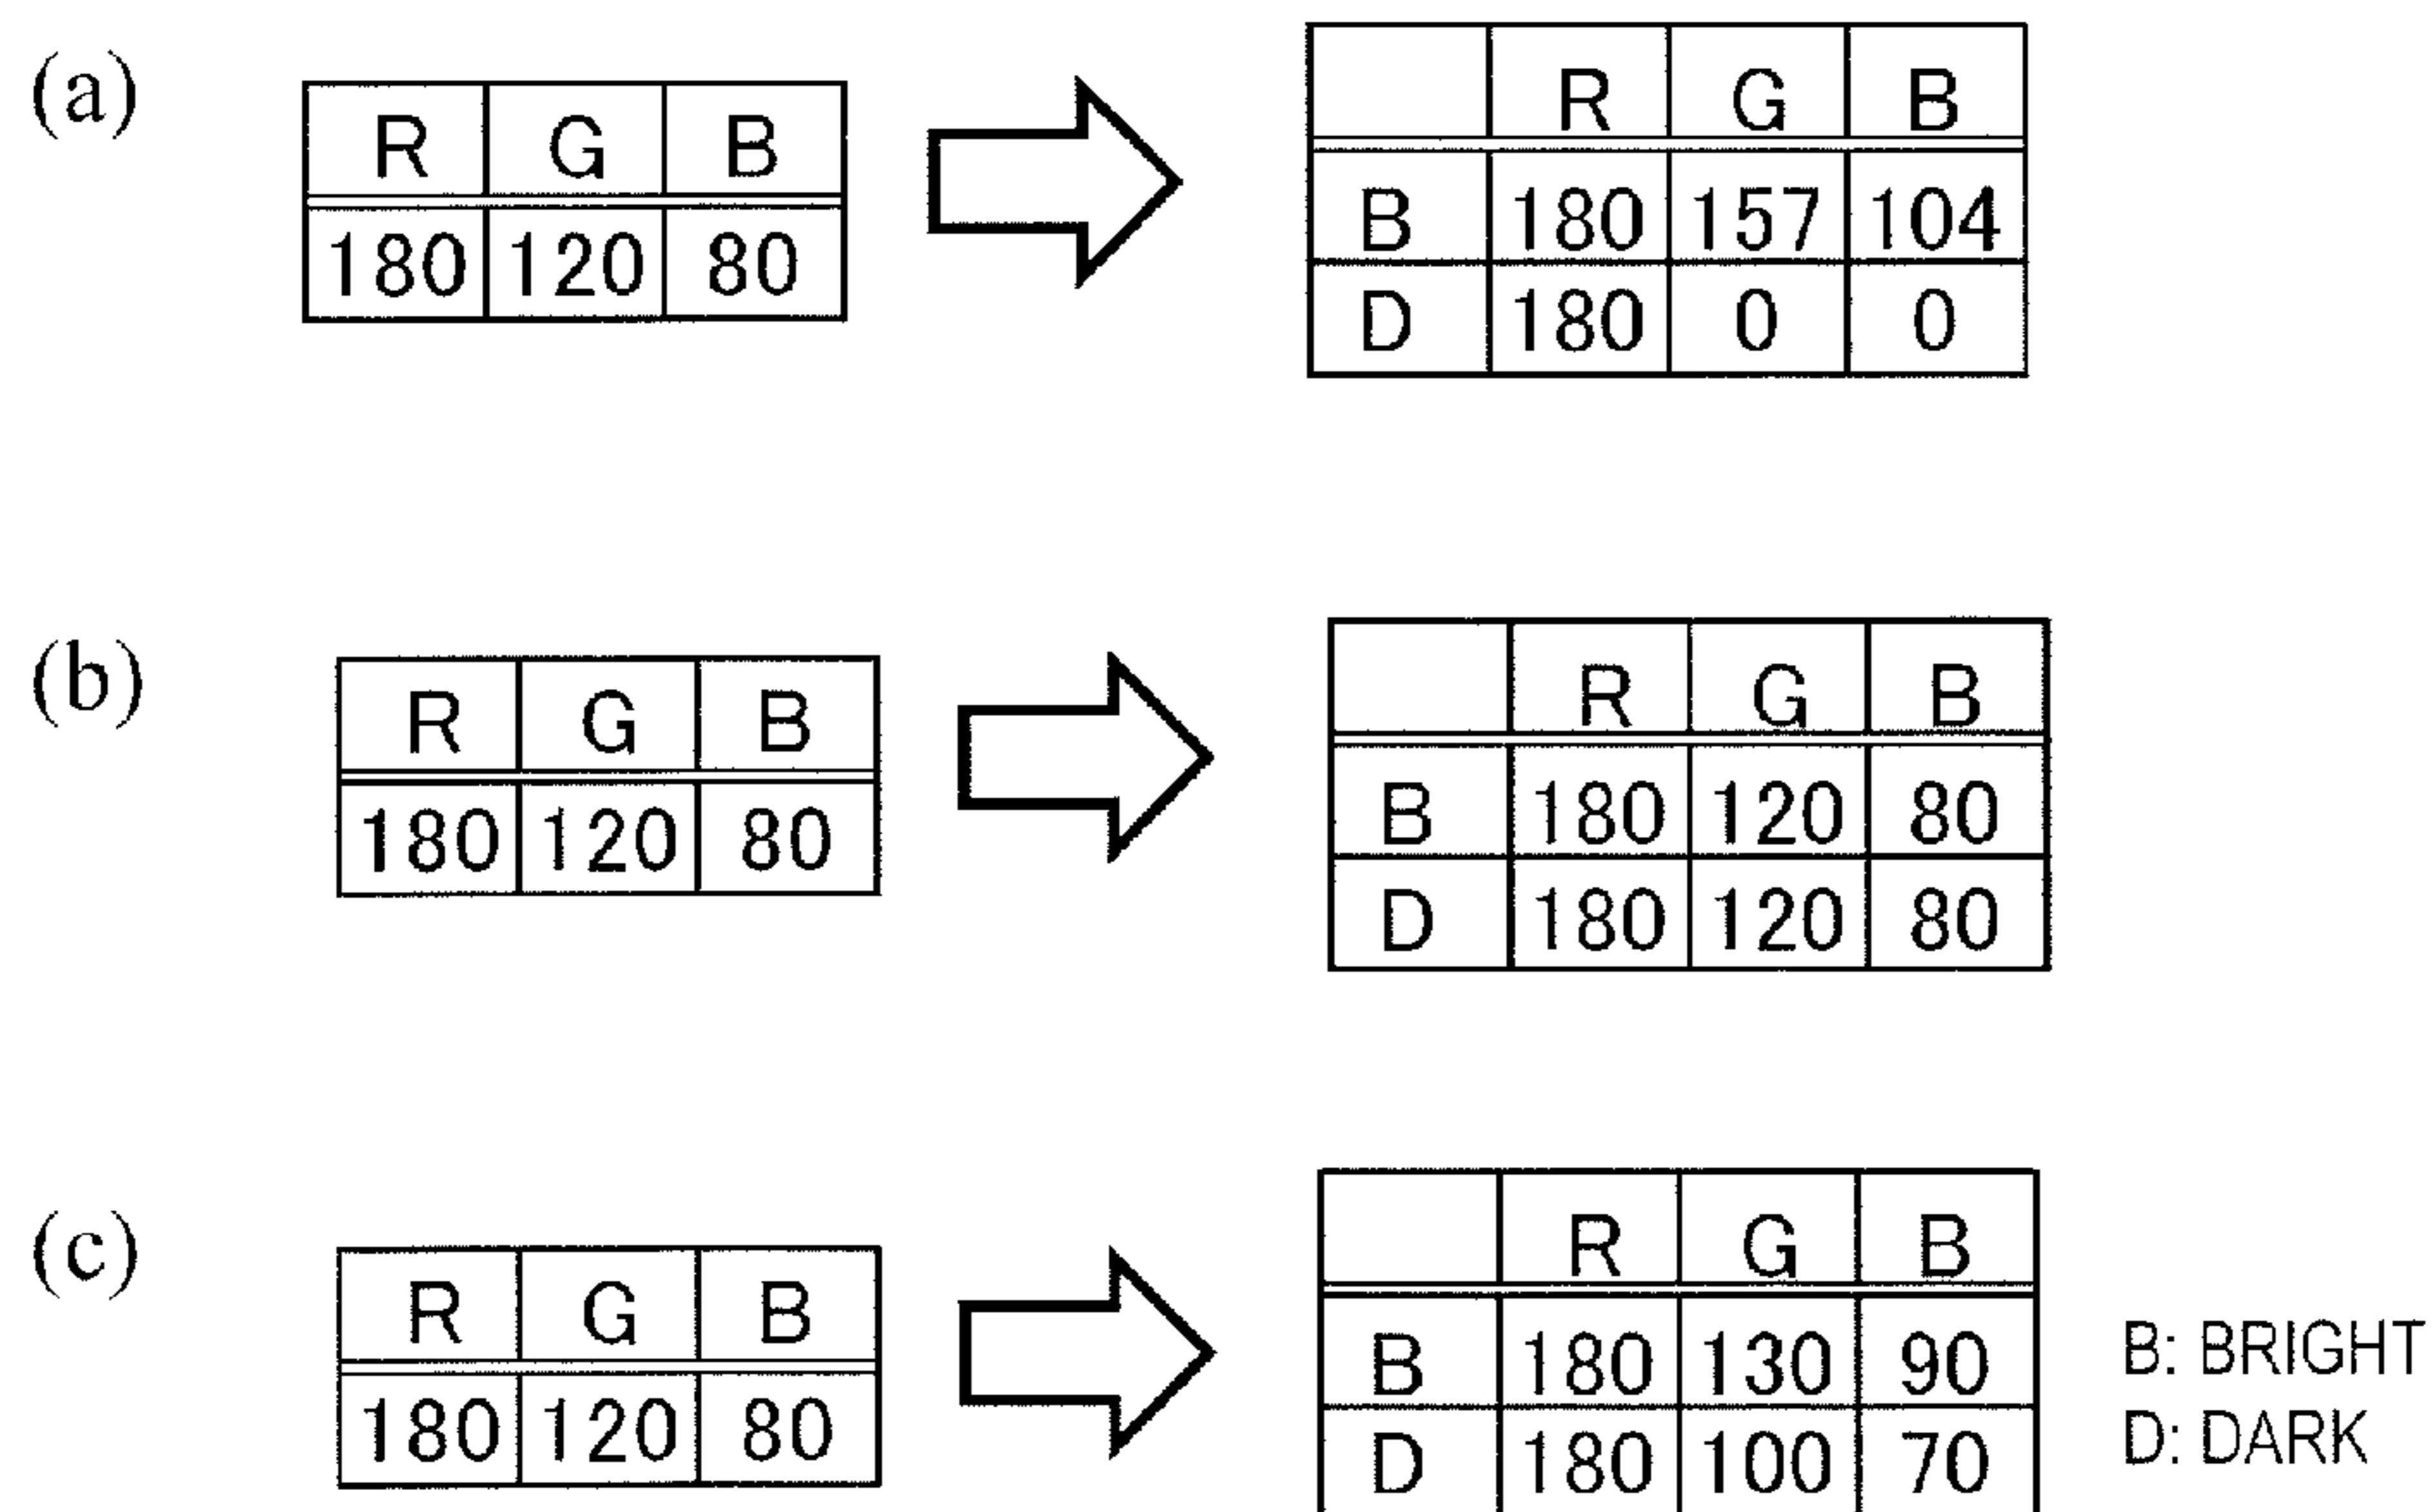 (a)
R G B
180 120 80
R G B
B 180 157 104
D 180 0 0
(b)
R G B
180 120 80
R G B
B 180 120 80
D 180 120 80
(c)
R G B
180 120 80
R G B
B 180 130 90
D 180 100 70
B: BRIGHT
D: DARK